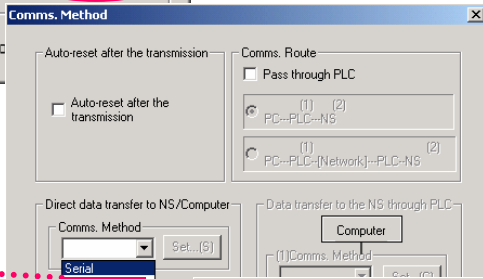 Comms. Method
Auto-reset after the transmission
Auto-reset after the
transmission
Comms. Route
Pass through PLC
(1) (2)
PC---PLC---NS
(1) (2)
PC---PLC--[Network]---PLC--NS
Direct data transfer to NS/Computer
Comms. Method
Set...(S)
Serial
Data transfer to the NS through PLC
Computer
(1)Comms. Method
Set...(C)